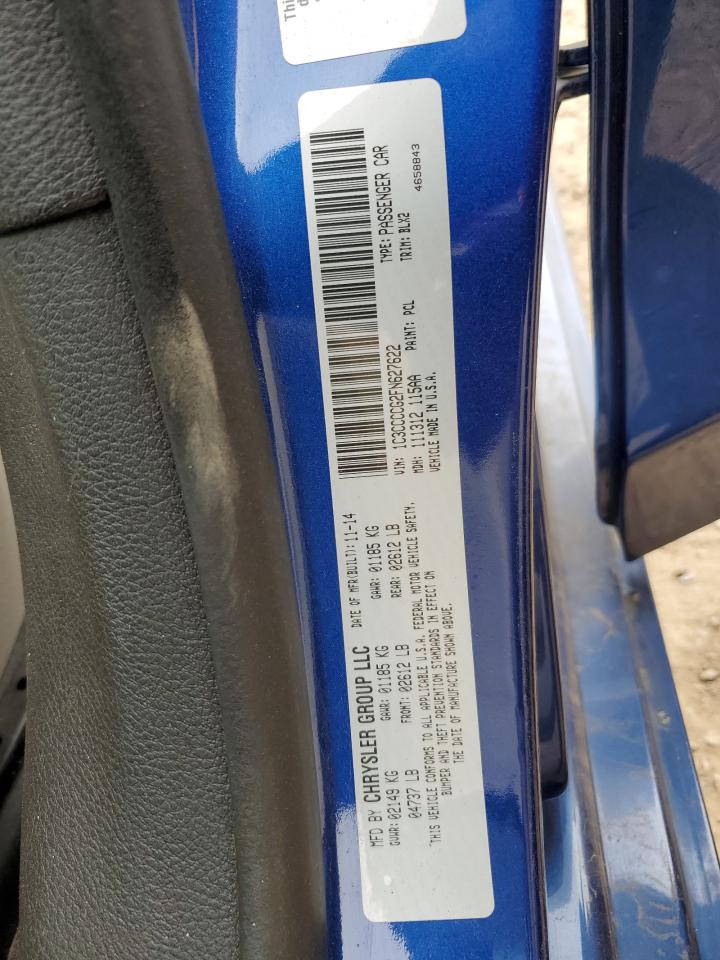 Thi
d
MFD BY CHRYSLER GROUP LLC DATE OF MFR(BUILT): 11-14
GVWR: 02149 KG GAWR: 01185 KG GAWR: 01185 KG
04737 LB FRONT: 02612 LB REAR: 02612 LB
THIS VEHICLE CONFORMS TO ALL APPLICABLE U.S.A. FEDERAL MOTOR VEHICLE SAFETY,
BUMPER AND THEFT PREVENTION STANDARDS IN EFFECT ON
THE DATE OF MANUFACTURE SHOWN ABOVE.
VIN: 1C3CCCCG2FN627622 TYPE: PASSENGER CAR
MDH: 111312 115AA PAINT: PCL TRIM: BLX2
VEHICLE MADE IN U.S.A. 4658843